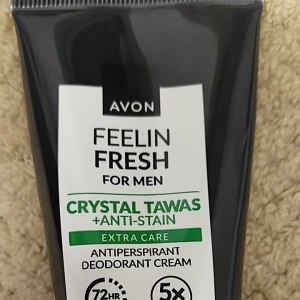 AVON
FEELIN
FRESH
FOR MEN
CRYSTAL TAWAS
+ANTI-STAIN
EXTRA CARE
ANTIPERSPIRANT
DEODORANT CREAM
72HR 5x